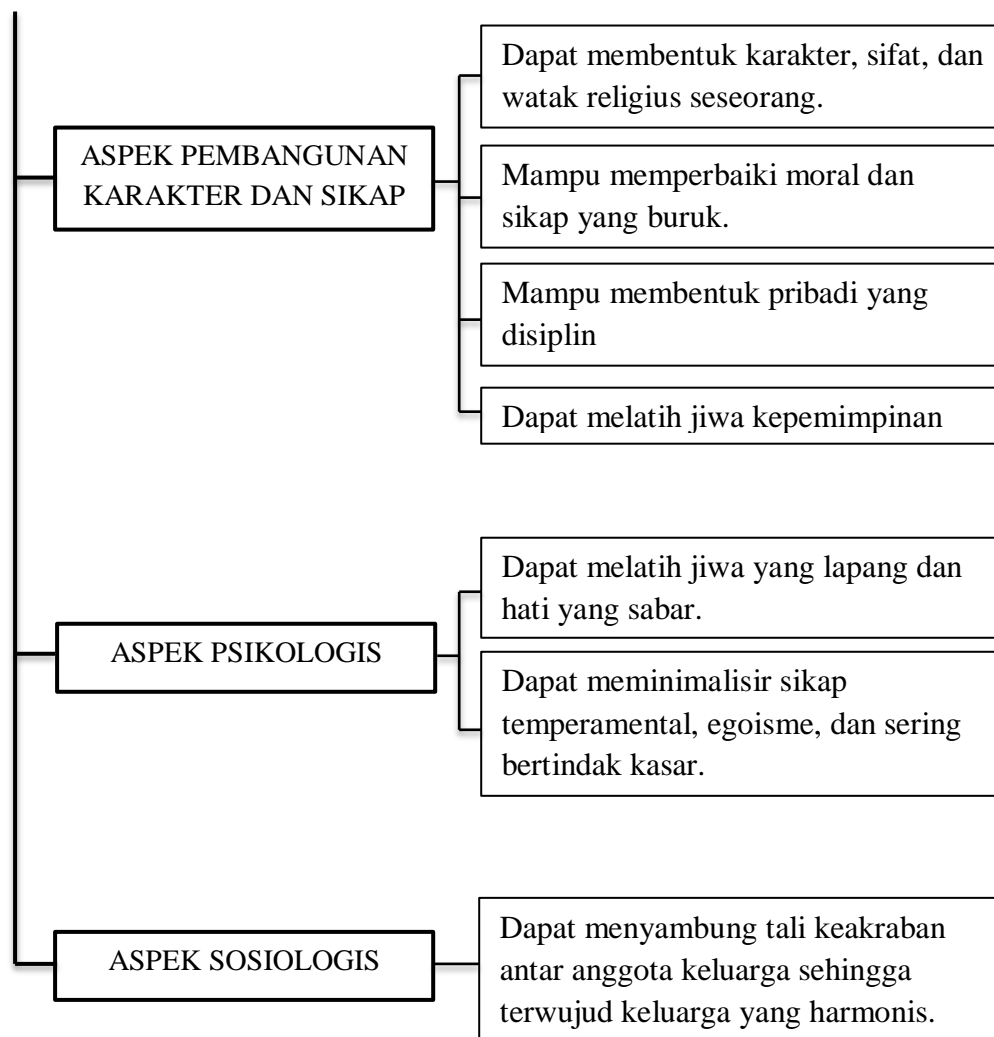 Dapat membentuk karakter, sifat, dan
watak religius seseorang.
ASPEK PEMBANGUNAN
KARAKTER DAN SIKAP
Mampu memperbaiki moral dan
sikap yang buruk.
Mampu membentuk pribadi yang
disiplin
Dapat melatih jiwa kepemimpinan
Dapat melatih jiwa yang lapang dan
hati yang sabar.
ASPEK PSIKOLOGIS
Dapat meminimalisir sikap
temperamental, egoisme, dan sering
bertindak kasar.
ASPEK SOSIOLOGIS
Dapat menyambung tali keakraban
antar anggota keluarga sehingga
terwujud keluarga yang harmonis.